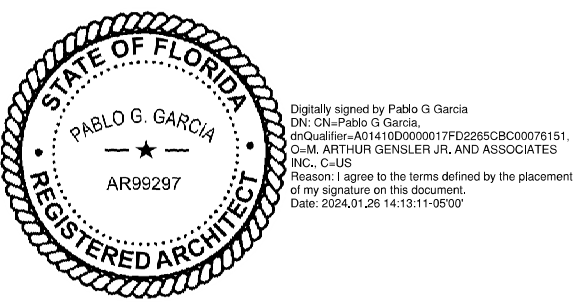 STATE OF FLORIDA
PABLO G. GARCIA
AR99297
REGISTERED ARCHITECT
Digitally signed by Pablo G Garcia
DN: CN=Pablo G Garcia,
dnQualifier=A01410D0000017FD2265CBC00076151,
O=M. ARTHUR GENSLER JR. AND ASSOCIATES
INC., C=US
Reason: I agree to the terms defined by the placement
of my signature on this document.
Date: 2024.01.26 14:13:11-05'00'